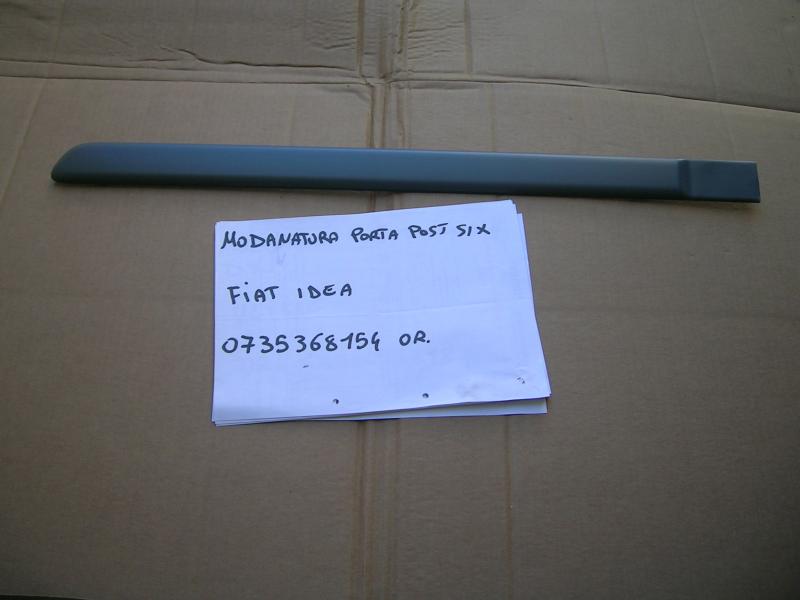 MODANATURA PORTA POST SIX
FiAT IDEA
0735368154 OR.